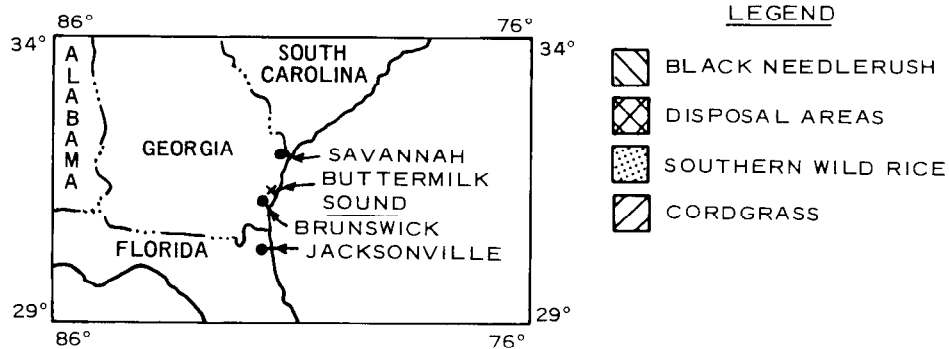 86°
76°
34°
34°
ALABAMA
SOUTH
CAROLINA
GEORGIA
SAVANNAH
BUTTERMILK
SOUND
BRUNSWICK
FLORIDA
JACKSONVILLE
29°
29°
86°
76°
LEGEND
BLACK NEEDLERUSH
DISPOSAL AREAS
SOUTHERN WILD RICE
CORDGRASS